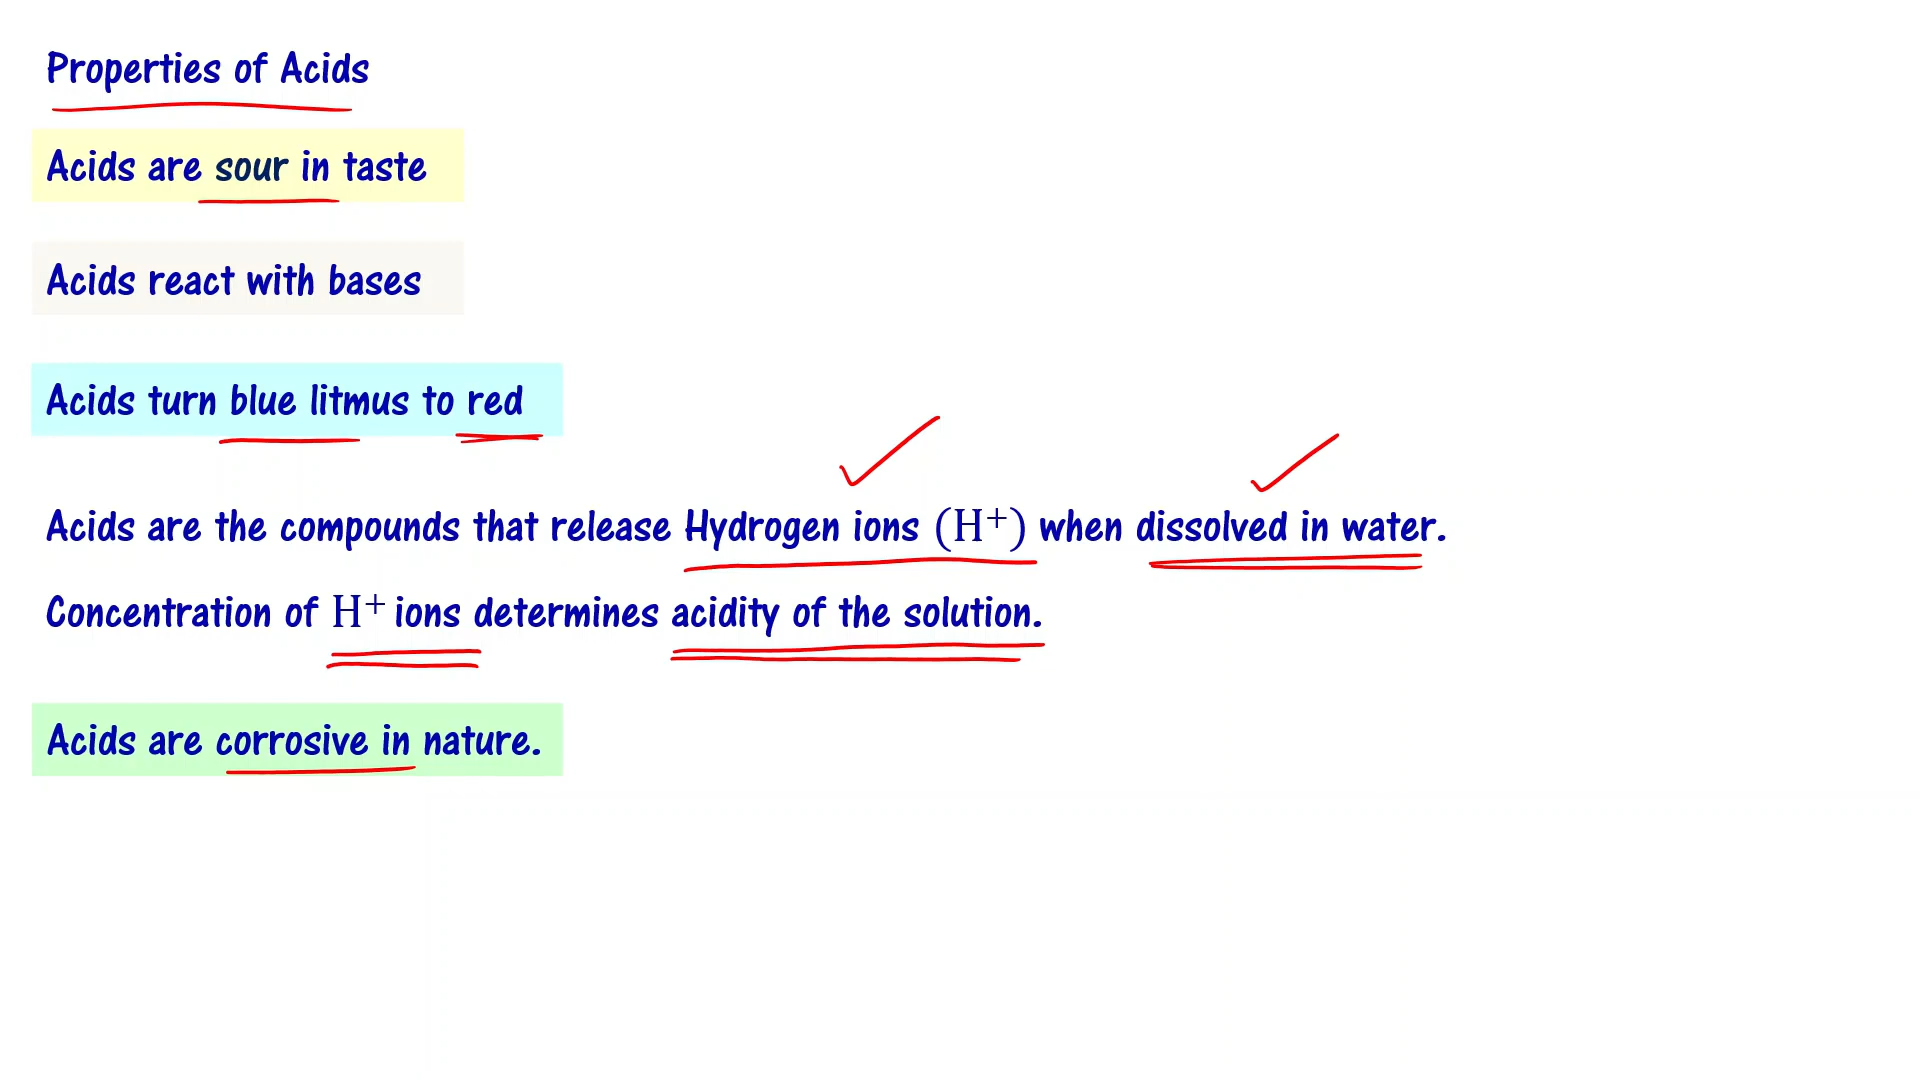 Properties of Acids
Acids are sour in taste
Acids react with bases
Acids turn blue litmus to red
Acids are the compounds that release Hydrogen ions (H⁺) when dissolved in water.
Concentration of H⁺ ions determines acidity of the solution.
Acids are corrosive in nature.